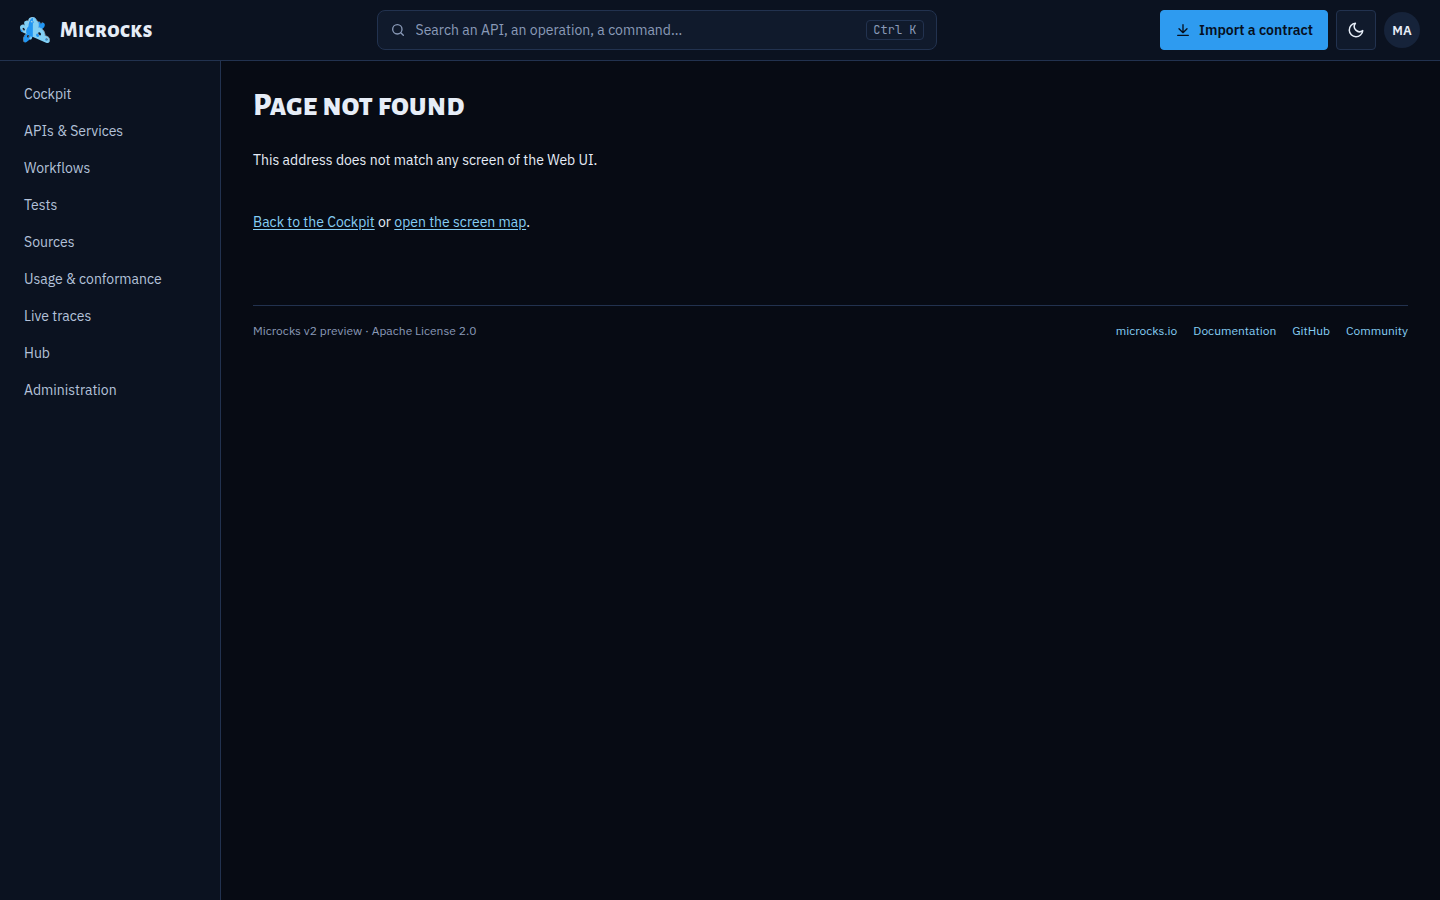 Microcks
Search an API, an operation, a command...
Ctrl K
Import a contract
MA
Cockpit
APIs & Services
Workflows
Tests
Sources
Usage & conformance
Live traces
Hub
Administration
Page not found
This address does not match any screen of the Web UI.
Back to the Cockpit or open the screen map.
Microcks v2 preview · Apache License 2.0
microcks.io Documentation GitHub Community